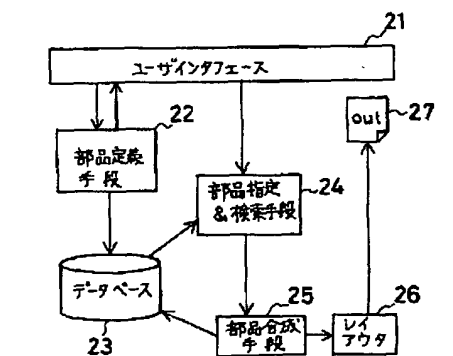 21
ユーザインタフェース
22
部品定義
手段
部品指定
&検索手段
24
out
27
データベース
23
25
部品合成
手段
26
レイ
アウタ